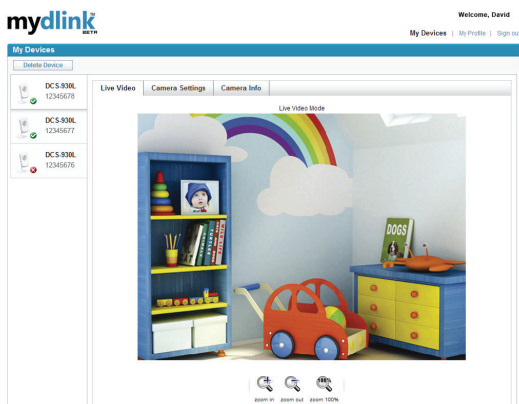 mydlink
BETA
Welcome, David
My Devices | My Profile | Sign ou
My Devices
Delete Device
DCS-930L
12345678
DCS-930L
12345677
DCS-930L
12345676
Live Video
Camera Settings
Camera Info
Live Video Mode
DOGS
100%
zoom in
zoom out
zoom 100%